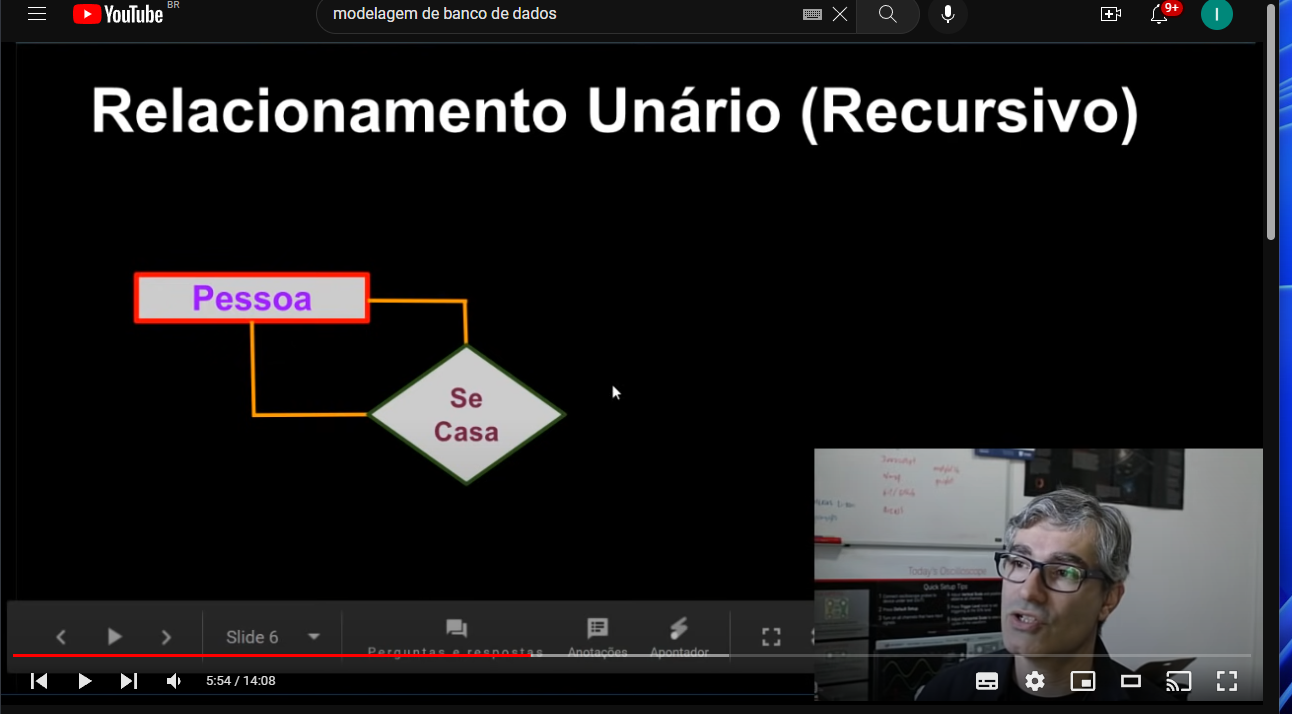 YouTube BR
modelagem de banco de dados
9+
I
Relacionamento Unário (Recursivo)
Pessoa
Se
Casa
Today's Oscilloscope
Quick Setup Tips
Slide 6
Perguntas e respostas
Anotações
Apontador
5:54 / 14:08